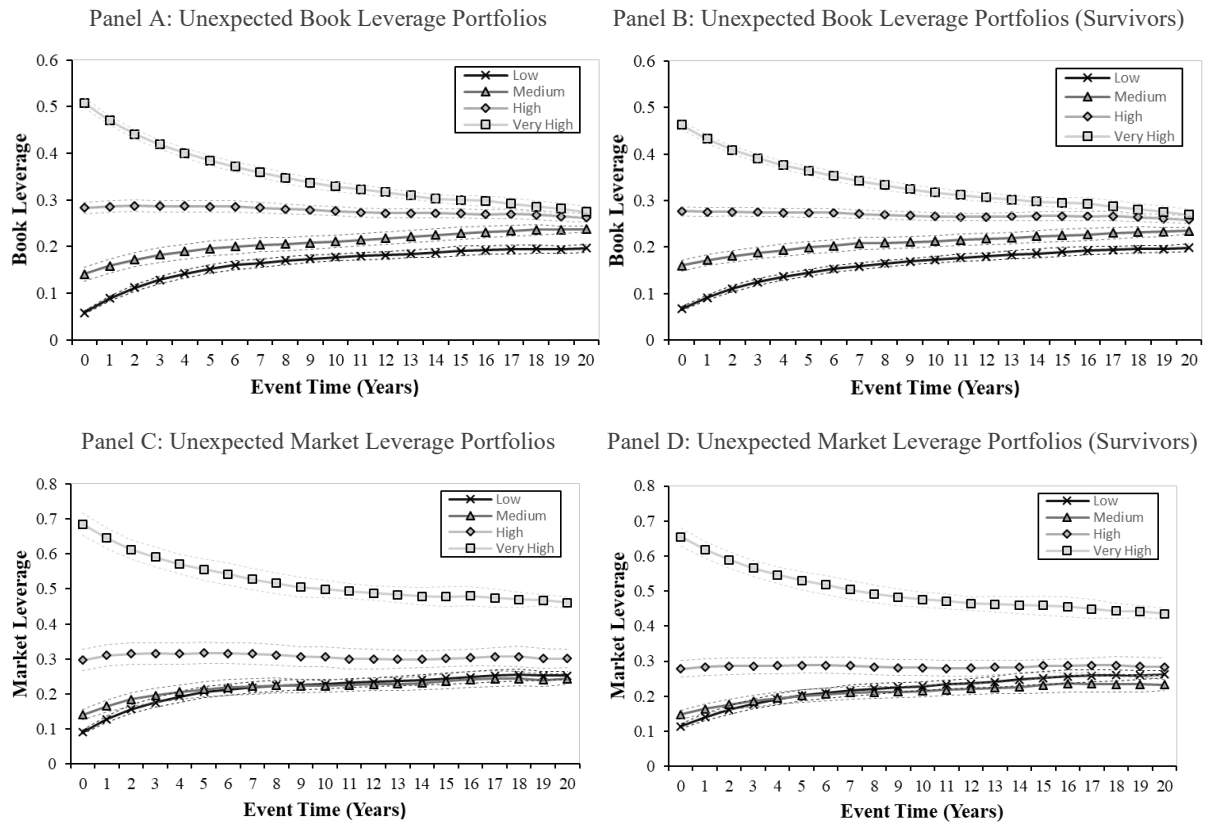 Panel A: Unexpected Book Leverage Portfolios
0.6
0.5
0.4
0.3
0.2
0.1
0
Book Leverage
Low
Medium
High
Very High
0 1 2 3 4 5 6 7 8 9 10 11 12 13 14 15 16 17 18 19 20
Event Time (Years)
Panel B: Unexpected Book Leverage Portfolios (Survivors)
0.6
0.5
0.4
0.3
0.2
0.1
0
Book Leverage
Low
Medium
High
Very High
0 1 2 3 4 5 6 7 8 9 10 11 12 13 14 15 16 17 18 19 20
Event Time (Years)
Panel C: Unexpected Market Leverage Portfolios
0.8
0.7
0.6
0.5
0.4
0.3
0.2
0.1
0
Market Leverage
Low
Medium
High
Very High
0 1 2 3 4 5 6 7 8 9 10 11 12 13 14 15 16 17 18 19 20
Event Time (Years)
Panel D: Unexpected Market Leverage Portfolios (Survivors)
0.8
0.7
0.6
0.5
0.4
0.3
0.2
0.1
0
Market Leverage
Low
Medium
High
Very High
0 1 2 3 4 5 6 7 8 9 10 11 12 13 14 15 16 17 18 19 20
Event Time (Years)